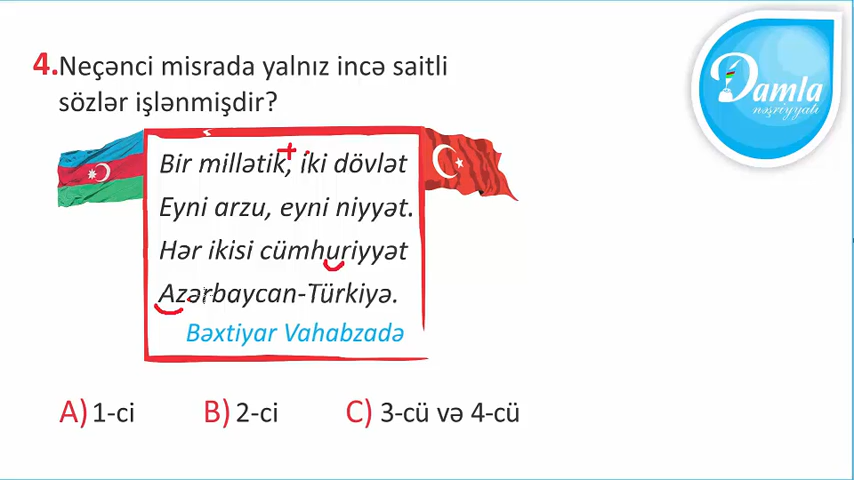 4.Neçənci misrada yalnız incə saitli
sözlər işlənmişdir?
Bir millətik, iki dövlət
Eyni arzu, eyni niyyət.
Hər ikisi cümhuriyyət
Azərbaycan-Türkiyə.
Bəxtiyar Vahabzadə
A) 1-ci B) 2-ci C) 3-cü və 4-cü
Damla
nəşriyyatı